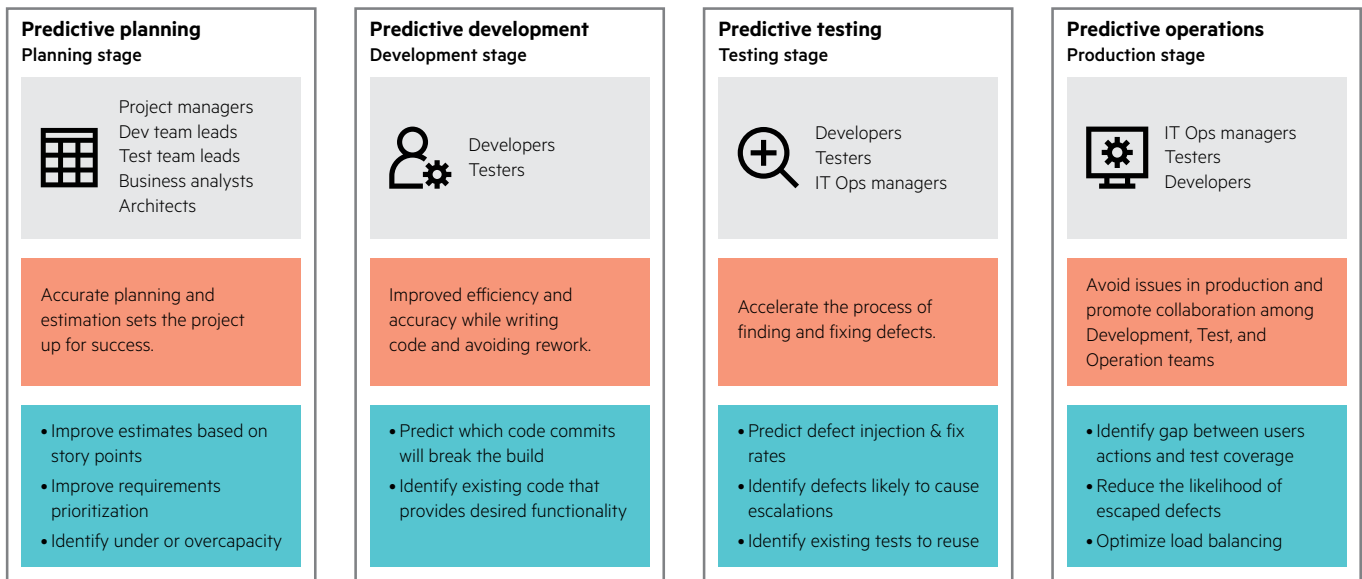 Predictive planning
Planning stage
Project managers
Dev team leads
Test team leads
Business analysts
Architects
Accurate planning and
estimation sets the project
up for success.
• Improve estimates based on
story points
• Improve requirements
prioritization
• Identify under or overcapacity
Predictive development
Development stage
Developers
Testers
Improved efficiency and
accuracy while writing
code and avoiding rework.
• Predict which code commits
will break the build
• Identify existing code that
provides desired functionality
Predictive testing
Testing stage
Developers
Testers
IT Ops managers
Accelerate the process of
finding and fixing defects.
• Predict defect injection & fix
rates
• Identify defects likely to cause
escalations
• Identify existing tests to reuse
Predictive operations
Production stage
IT Ops managers
Testers
Developers
Avoid issues in production and
promote collaboration among
Development, Test, and
Operation teams
• Identify gap between users
actions and test coverage
• Reduce the likelihood of
escaped defects
• Optimize load balancing